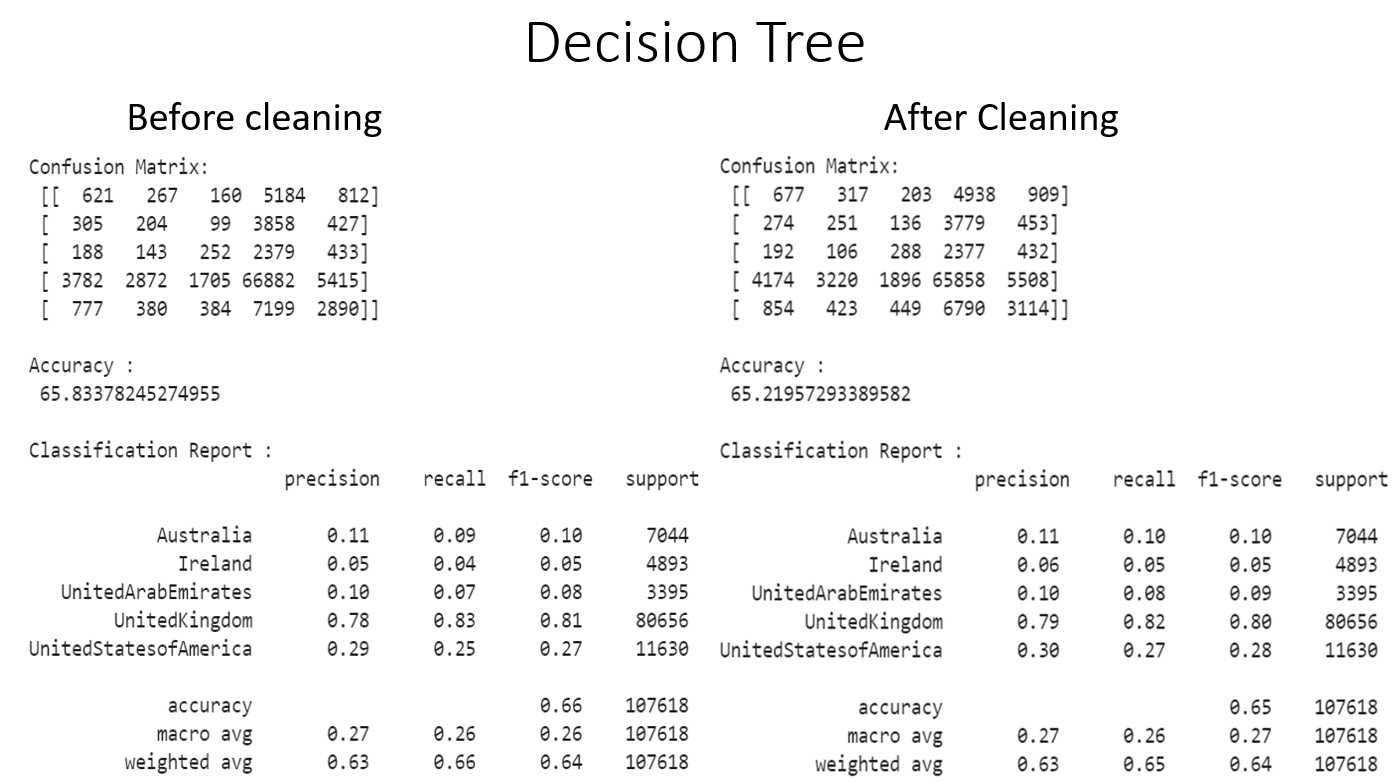 Decision Tree
Before cleaning
Confusion Matrix:
[[ 621 267 160 5184 812]
[ 305 204 99 3858 427]
[ 188 143 252 2379 433]
[ 3782 2872 1705 66882 5415]
[ 777 380 384 7199 2890]]
Accuracy :
65.83378245274955
Classification Report :
precision recall f1-score support
Australia 0.11 0.09 0.10 7044
Ireland 0.05 0.04 0.05 4893
UnitedArabEmirates 0.10 0.07 0.08 3395
UnitedKingdom 0.78 0.83 0.81 80656
UnitedStatesofAmerica 0.29 0.25 0.27 11630
accuracy 0.66 107618
macro avg 0.27 0.26 0.26 107618
weighted avg 0.63 0.66 0.64 107618
After Cleaning
Confusion Matrix:
[[ 677 317 203 4938 909]
[ 274 251 136 3779 453]
[ 192 106 288 2377 432]
[ 4174 3220 1896 65858 5508]
[ 854 423 449 6790 3114]]
Accuracy :
65.21957293389582
Classification Report :
precision recall f1-score support
Australia 0.11 0.10 0.10 7044
Ireland 0.06 0.05 0.05 4893
UnitedArabEmirates 0.10 0.08 0.09 3395
UnitedKingdom 0.79 0.82 0.80 80656
UnitedStatesofAmerica 0.30 0.27 0.28 11630
accuracy 0.65 107618
macro avg 0.27 0.26 0.27 107618
weighted avg 0.63 0.65 0.64 107618